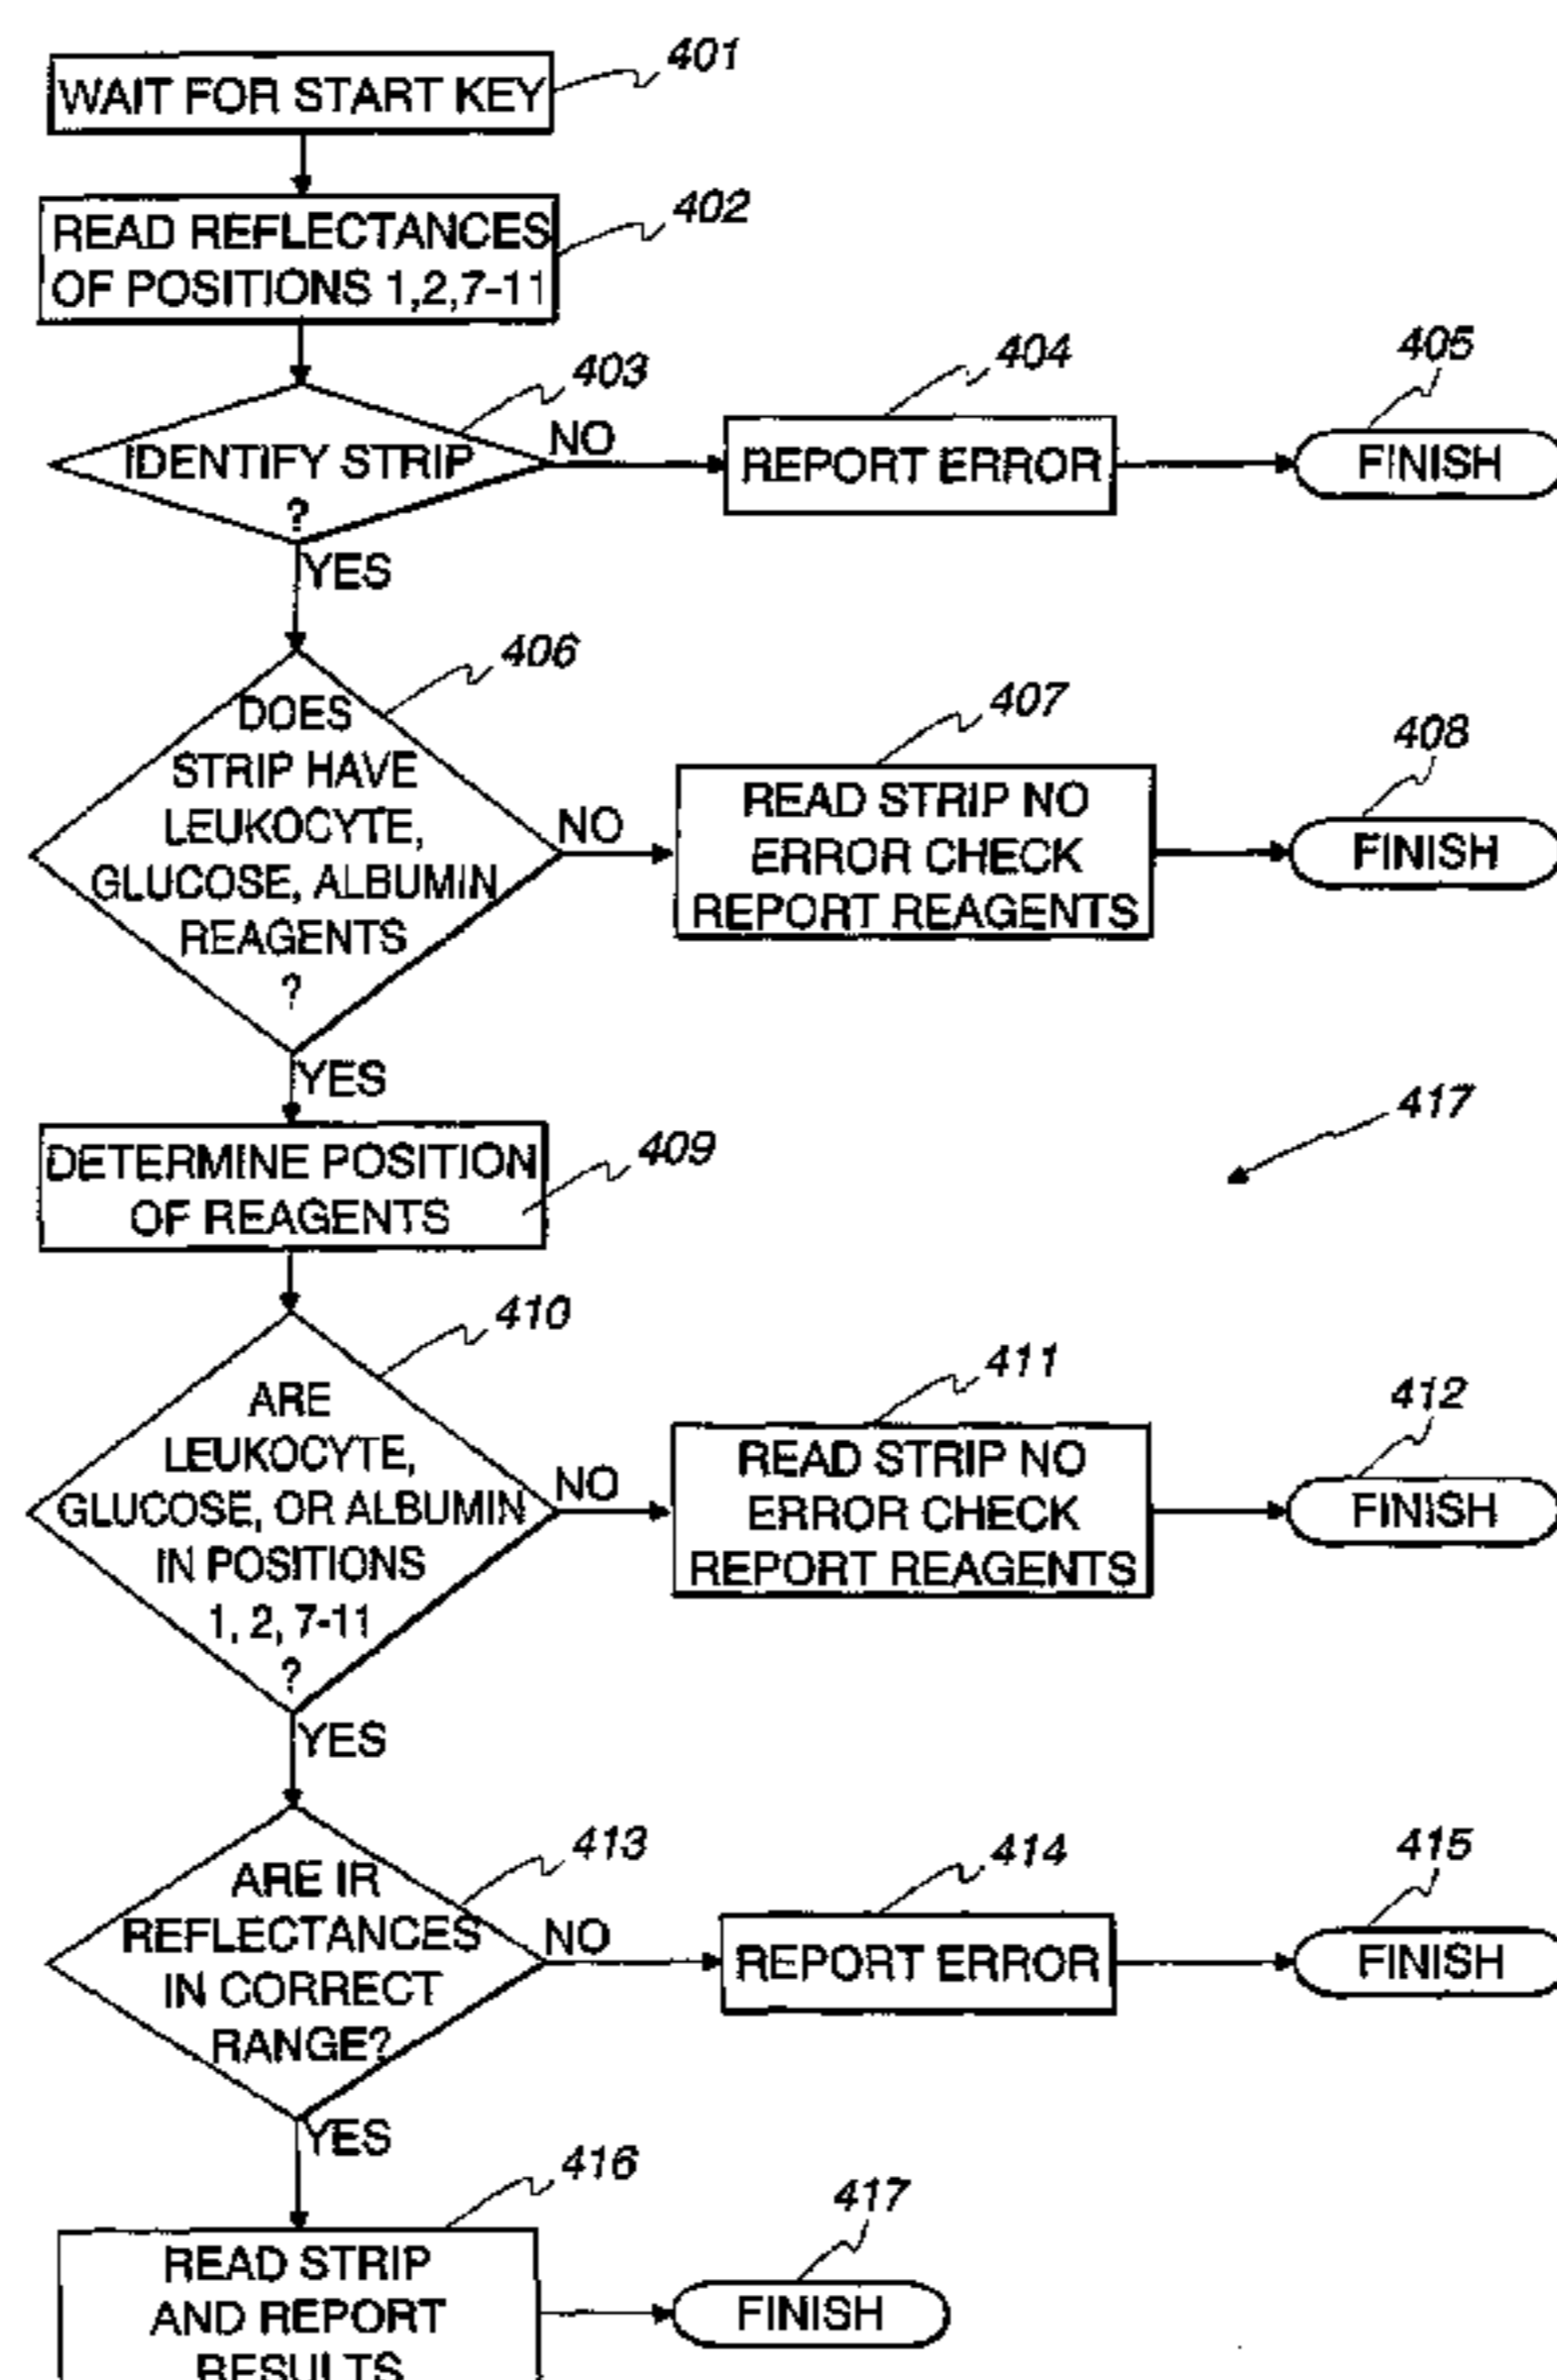 401
WAIT FOR START KEY
402
READ REFLECTANCES
OF POSITIONS 1,2,7-11
403
IDENTIFY STRIP
?
NO
404
REPORT ERROR
405
FINISH
YES
406
DOES
STRIP HAVE
LEUKOCYTE,
GLUCOSE, ALBUMIN
REAGENTS
?
NO
407
READ STRIP NO
ERROR CHECK
REPORT REAGENTS
408
FINISH
YES
409
DETERMINE POSITION
OF REAGENTS
417
410
ARE
LEUKOCYTE,
GLUCOSE, OR ALBUMIN
IN POSITIONS
1, 2, 7-11
?
NO
411
READ STRIP NO
ERROR CHECK
REPORT REAGENTS
412
FINISH
YES
413
ARE IR
REFLECTANCES
IN CORRECT
RANGE?
NO
414
REPORT ERROR
415
FINISH
YES
416
READ STRIP
AND REPORT
RESULTS
417
FINISH